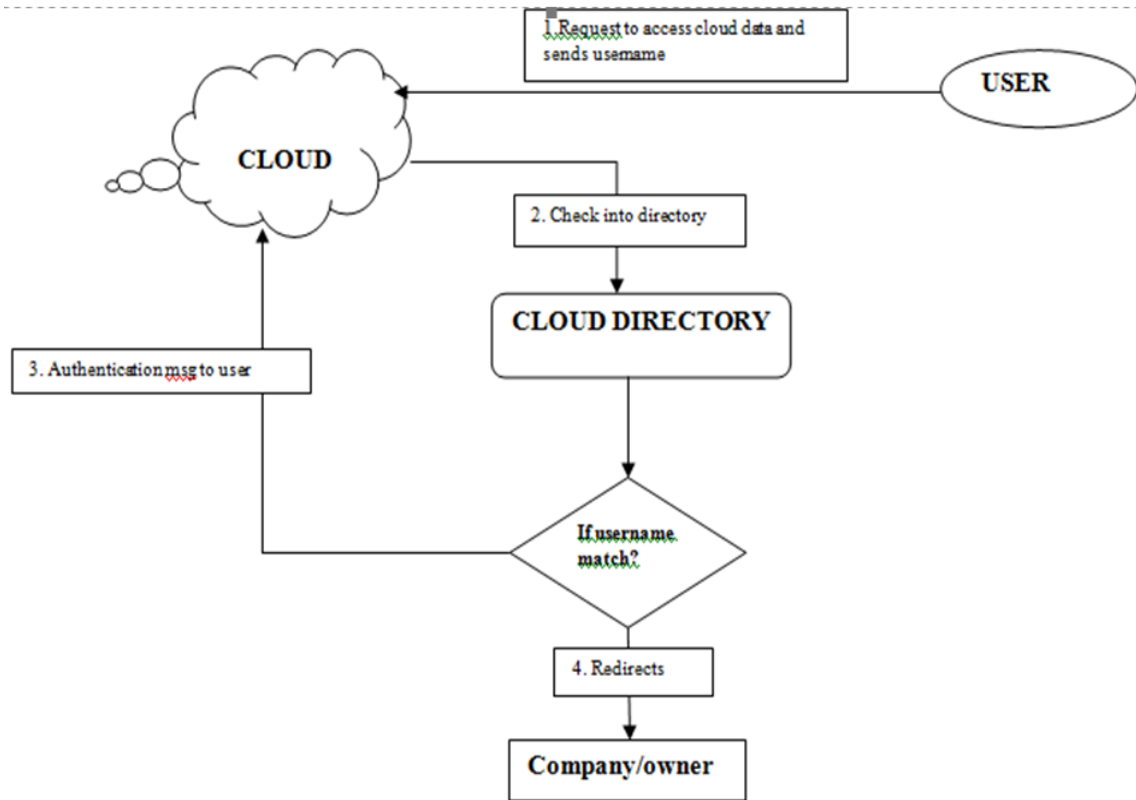 1.Request to access cloud data and
sends username
USER
CLOUD
2. Check into directory
CLOUD DIRECTORY
3. Authentication msg to user
If username
match?
4. Redirects
Company/owner